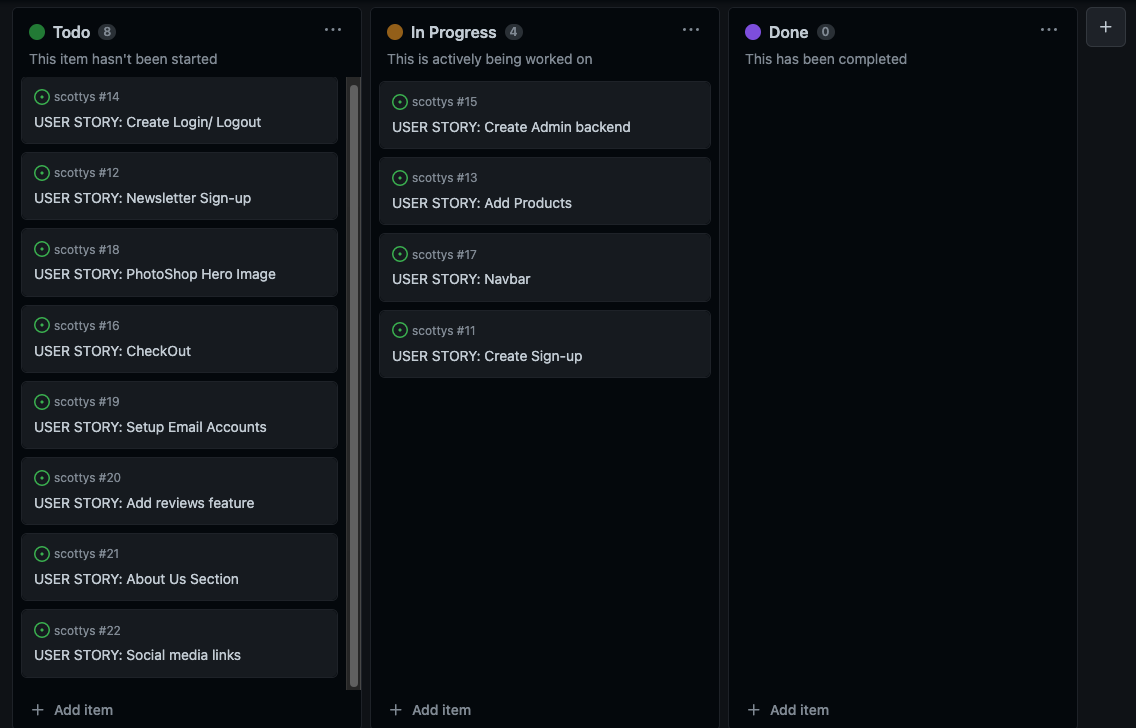 Todo 8
This item hasn't been started
scottys #14
USER STORY: Create Login/ Logout
scottys #12
USER STORY: Newsletter Sign-up
scottys #18
USER STORY: PhotoShop Hero Image
scottys #16
USER STORY: CheckOut
scottys #19
USER STORY: Setup Email Accounts
scottys #20
USER STORY: Add reviews feature
scottys #21
USER STORY: About Us Section
scottys #22
USER STORY: Social media links
+ Add item
In Progress 4
This is actively being worked on
scottys #15
USER STORY: Create Admin backend
scottys #13
USER STORY: Add Products
scottys #17
USER STORY: Navbar
scottys #11
USER STORY: Create Sign-up
+ Add item
Done 0
This has been completed
+ Add item